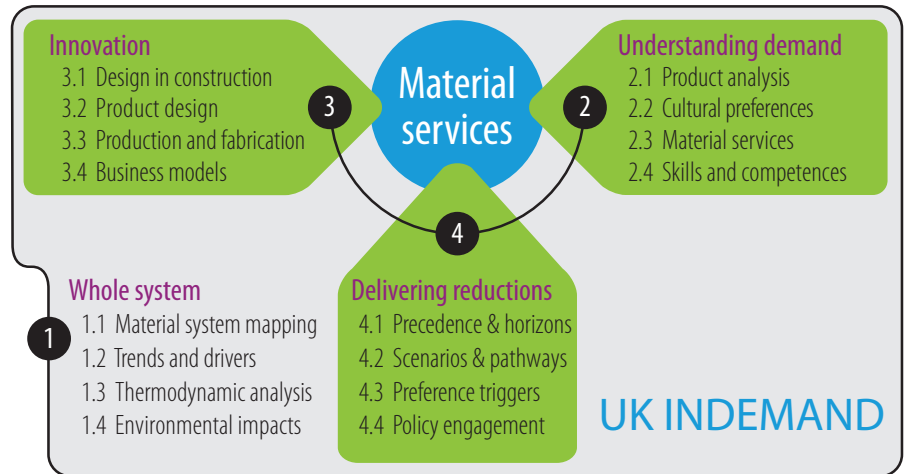 Innovation
3.1 Design in construction
3.2 Product design
3.3 Production and fabrication
3.4 Business models
3
Material
services
2
Understanding demand
2.1 Product analysis
2.2 Cultural preferences
2.3 Material services
2.4 Skills and competences
4
1
Whole system
1.1 Material system mapping
1.2 Trends and drivers
1.3 Thermodynamic analysis
1.4 Environmental impacts
Delivering reductions
4.1 Precedence & horizons
4.2 Scenarios & pathways
4.3 Preference triggers
4.4 Policy engagement
UK INDEMAND